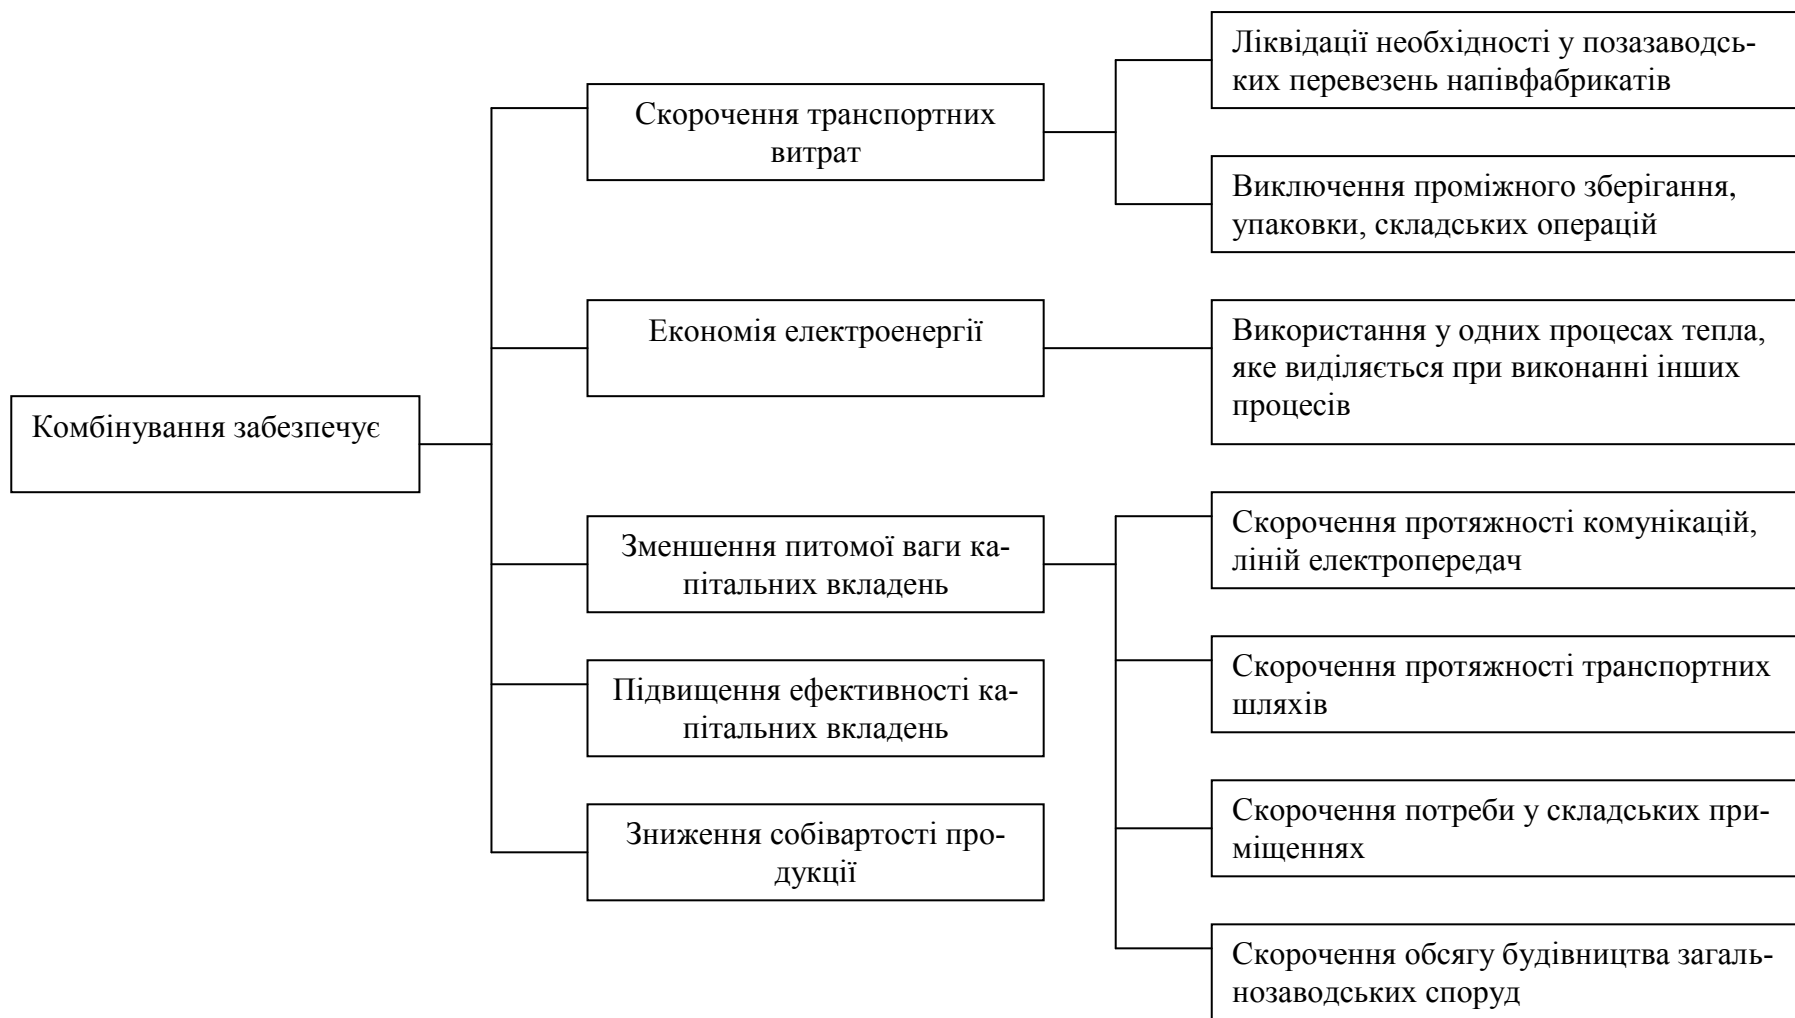 Комбінування забезпечує
Скорочення транспортних
витрат
Ліквідації необхідності у позазаводсь-
ких перевезень напівфабрикатів
Виключення проміжного зберігання,
упаковки, складських операцій
Економія електроенергії
Використання у одних процесах тепла,
яке виділяється при виконанні інших
процесів
Зменшення питомої ваги ка-
пітальних вкладень
Скорочення протяжності комунікацій,
ліній електропередач
Скорочення протяжності транспортних
шляхів
Скорочення потреби у складських при-
міщеннях
Скорочення обсягу будівництва загаль-
нозаводських споруд
Підвищення ефективності ка-
пітальних вкладень
Зниження собівартості про-
дукції